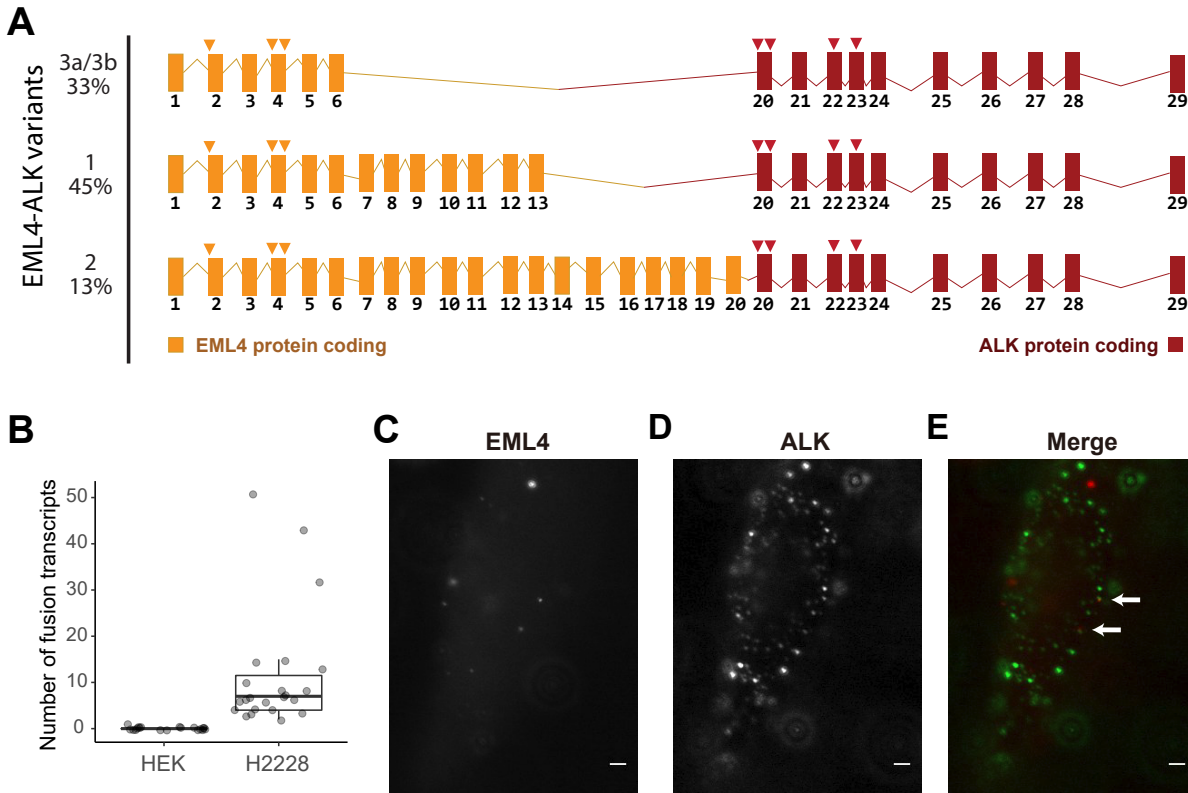 A
EML4-ALK variants
3a/3b
33%
1 2 3 4 5 6 20 21 22 23 24 25 26 27 28 29
1
45%
1 2 3 4 5 6 7 8 9 10 11 12 13 20 21 22 23 24 25 26 27 28 29
2
13%
1 2 3 4 5 6 7 8 9 10 11 12 13 14 15 16 17 18 19 20 20 21 22 23 24 25 26 27 28 29
EML4 protein coding
ALK protein coding
B
Number of fusion transcripts
50
40
30
20
10
0
HEK H2228
C
EML4
D
ALK
E
Merge